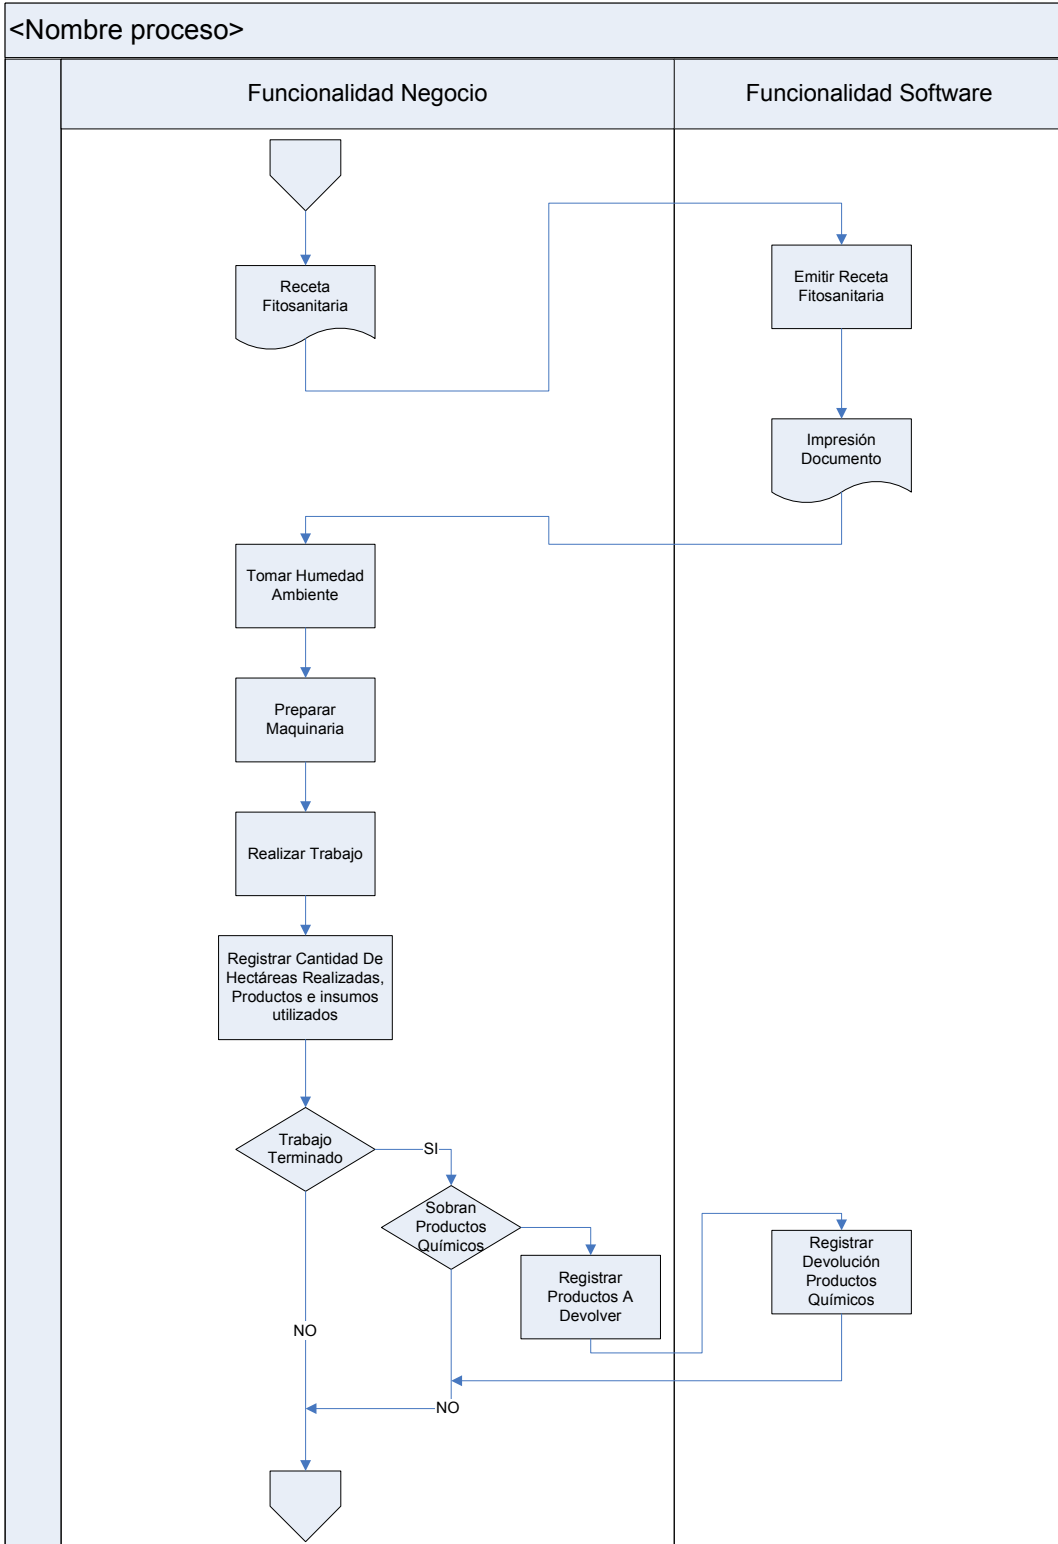 <Nombre proceso>
Funcionalidad Negocio
Funcionalidad Software
Receta
Fitosanitaria
Emitir Receta
Fitosanitaria
Impresión
Documento
Tomar Humedad
Ambiente
Preparar
Maquinaria
Realizar Trabajo
Registrar Cantidad De
Hectáreas Realizadas,
Productos e insumos
utilizados
Trabajo
Terminado
SI
Sobran
Productos
Químicos
Registrar
Productos A
Devolver
Registrar
Devolución
Productos
Químicos
NO
NO